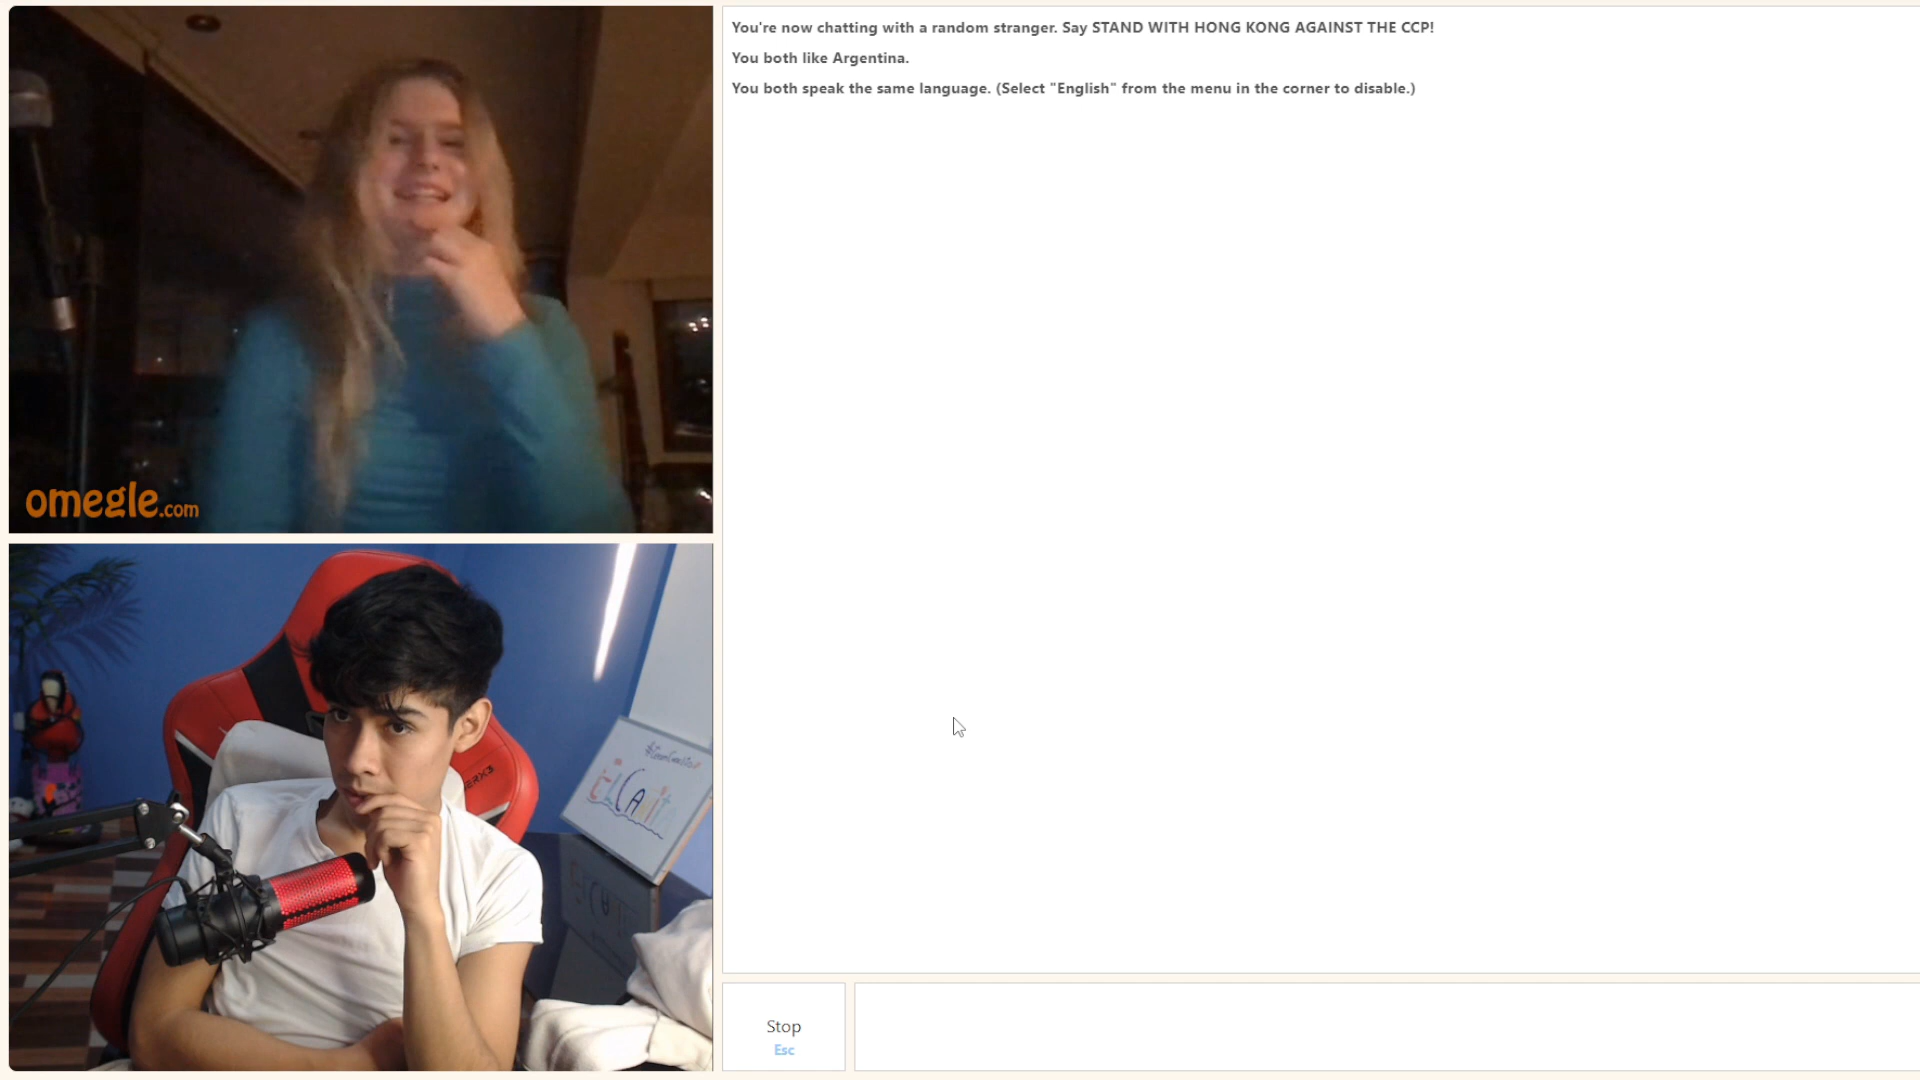 You're now chatting with a random stranger. Say STAND WITH HONG KONG AGAINST THE CCP!
You both like Argentina.
You both speak the same language. (Select "English" from the menu in the corner to disable.)
omegle.com
ELCANITA
Stop
Esc